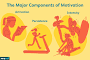 The Major Components of Motivation
Activation
Persistence
Intensity